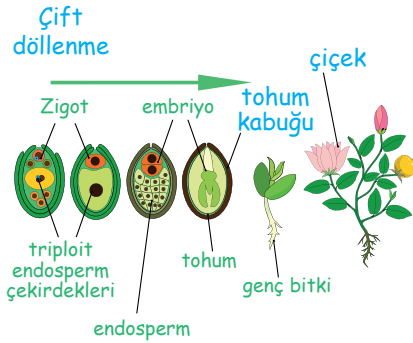 Çift
döllenme
Zigot
embriyo
tohum
kabuğu
çiçek
triploit
endosperm
çekirdekleri
endosperm
tohum
genç bitki